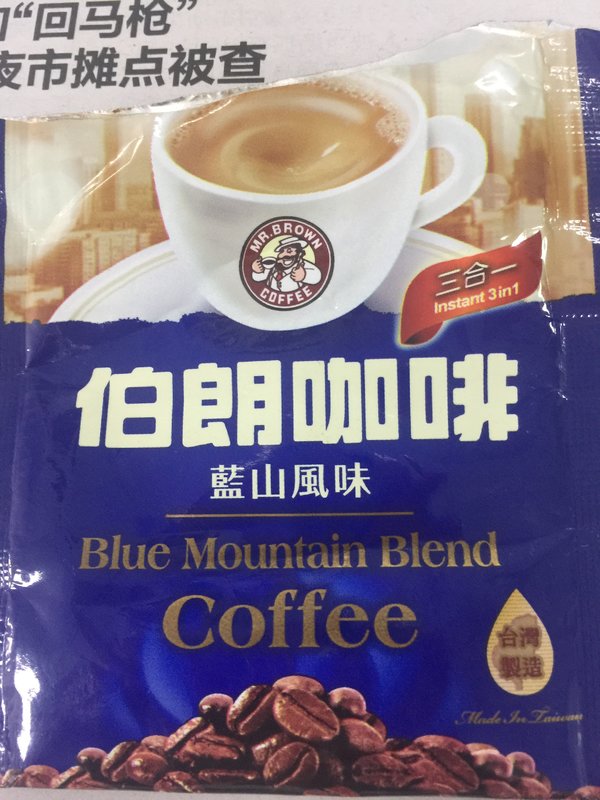 “回马枪”
夜市摊点被查
MR. BROWN
COFFEE
三合一
Instant 3in1
伯朗咖啡
藍山風味
Blue Mountain Blend
Coffee
台灣
製造
Made In Taiwan